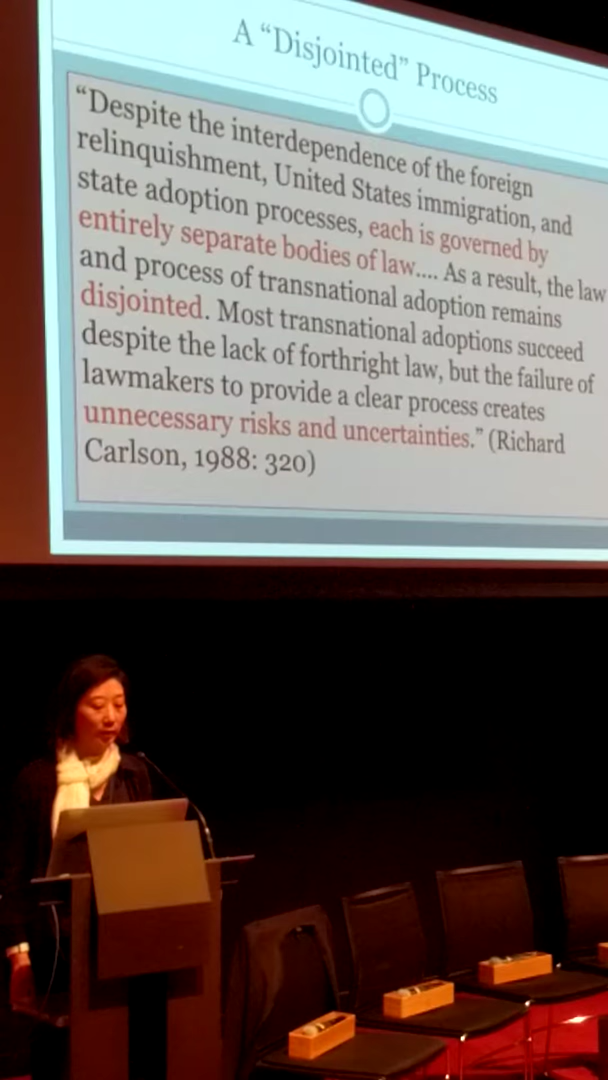 A “Disjointed” Process
“Despite the interdependence of the foreign
relinquishment, United States immigration, and
state adoption processes, each is governed by
entirely separate bodies of law.... As a result, the law
and process of transnational adoption remains
disjointed. Most transnational adoptions succeed
despite the lack of forthright law, but the failure of
lawmakers to provide a clear process creates
unnecessary risks and uncertainties.” (Richard
Carlson, 1988: 320)